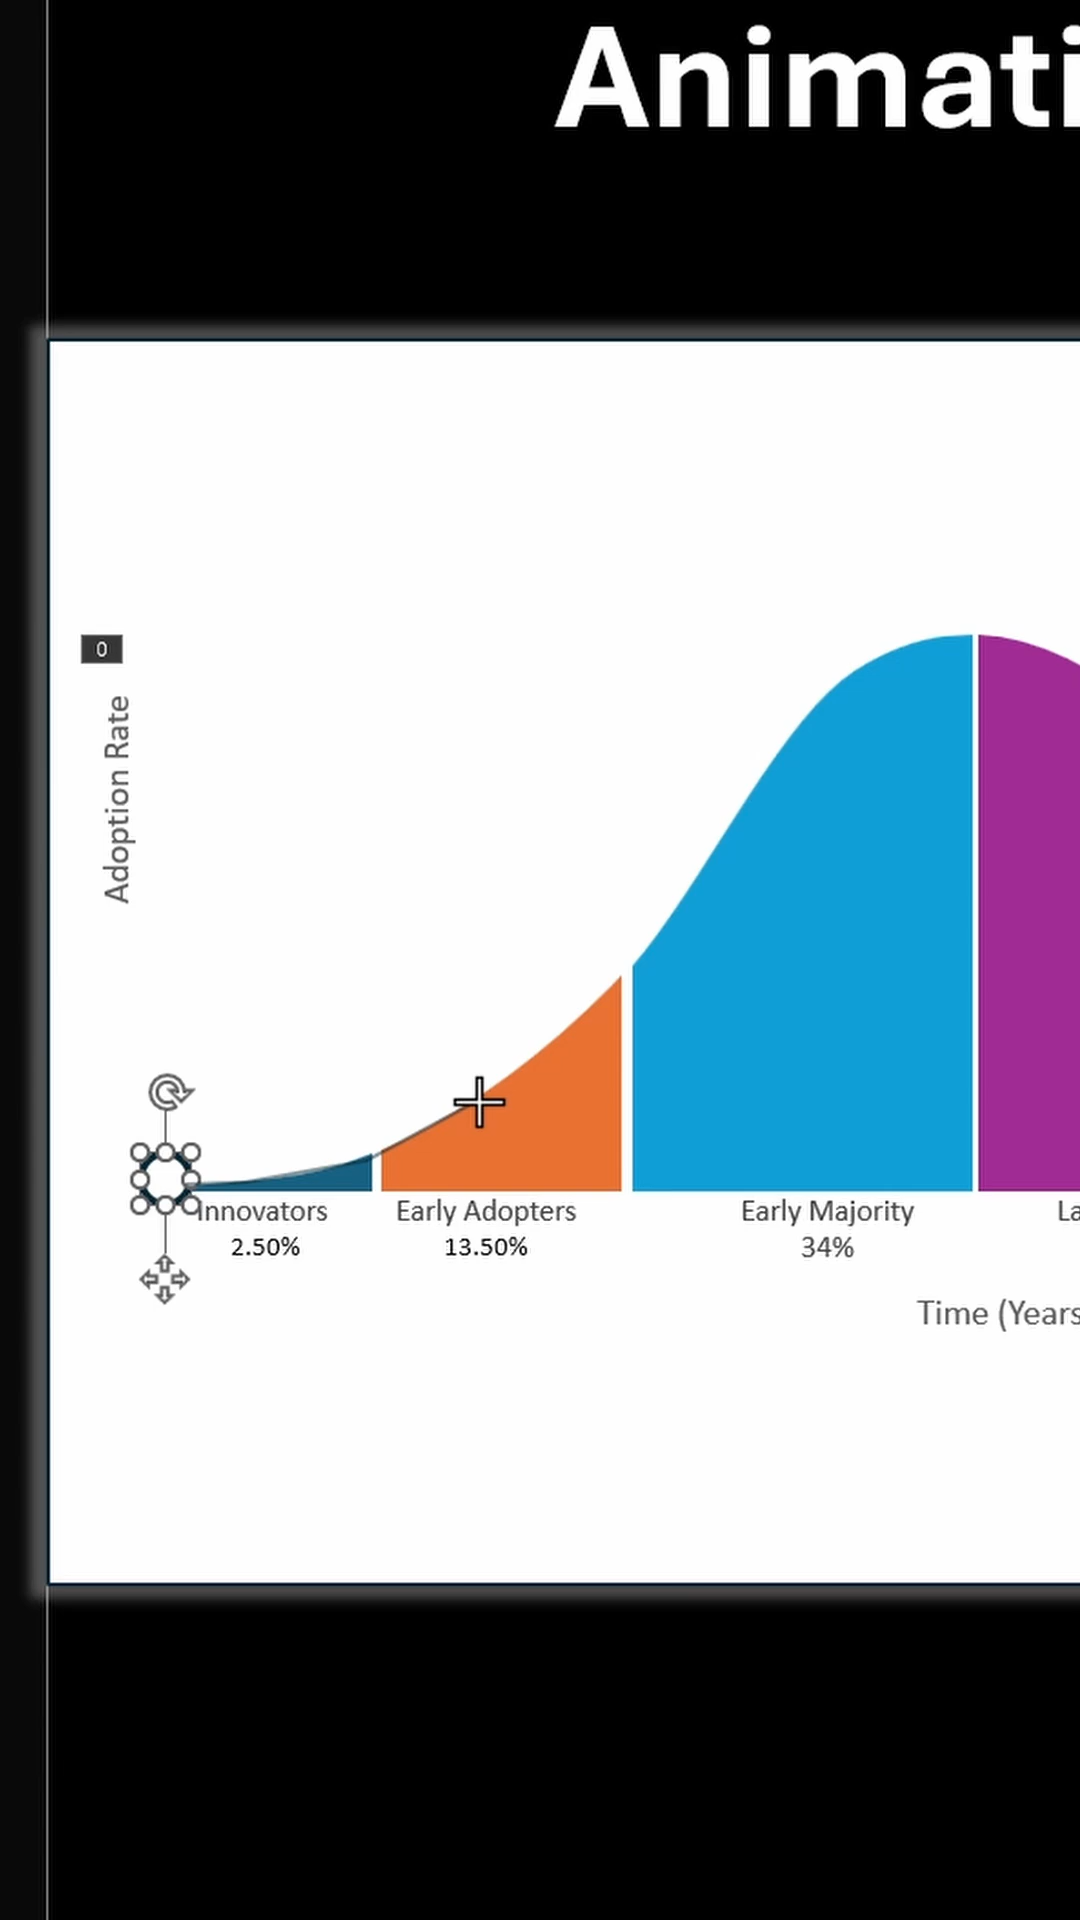 Animati
0
Adoption Rate
Innovators
Early Adopters
Early Majority
La
2.50%
13.50%
34%
Time (Years